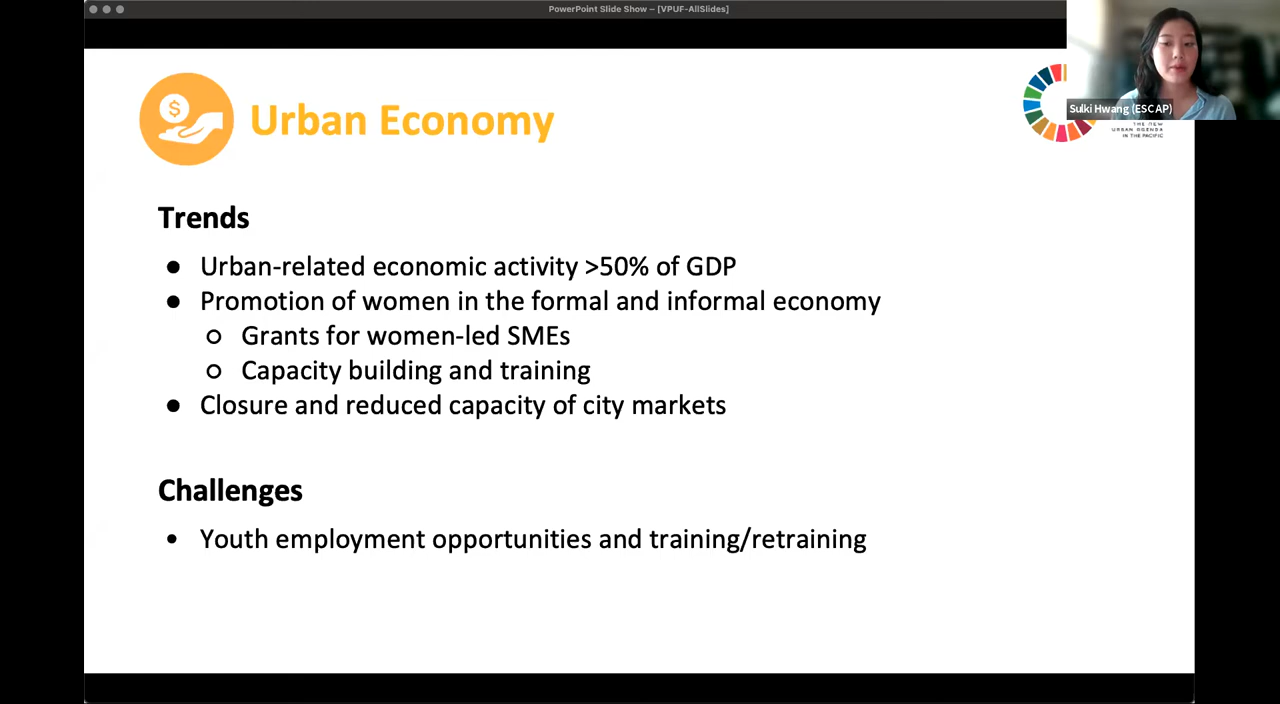 PowerPoint Slide Show – [VPUF-AllSlides]
$
Urban Economy
Sulki Hwang (ESCAP)
THE NEW
URBAN AGENDA
IN THE PACIFIC
Trends
● Urban-related economic activity >50% of GDP
● Promotion of women in the formal and informal economy
○ Grants for women-led SMEs
○ Capacity building and training
● Closure and reduced capacity of city markets
Challenges
• Youth employment opportunities and training/retraining